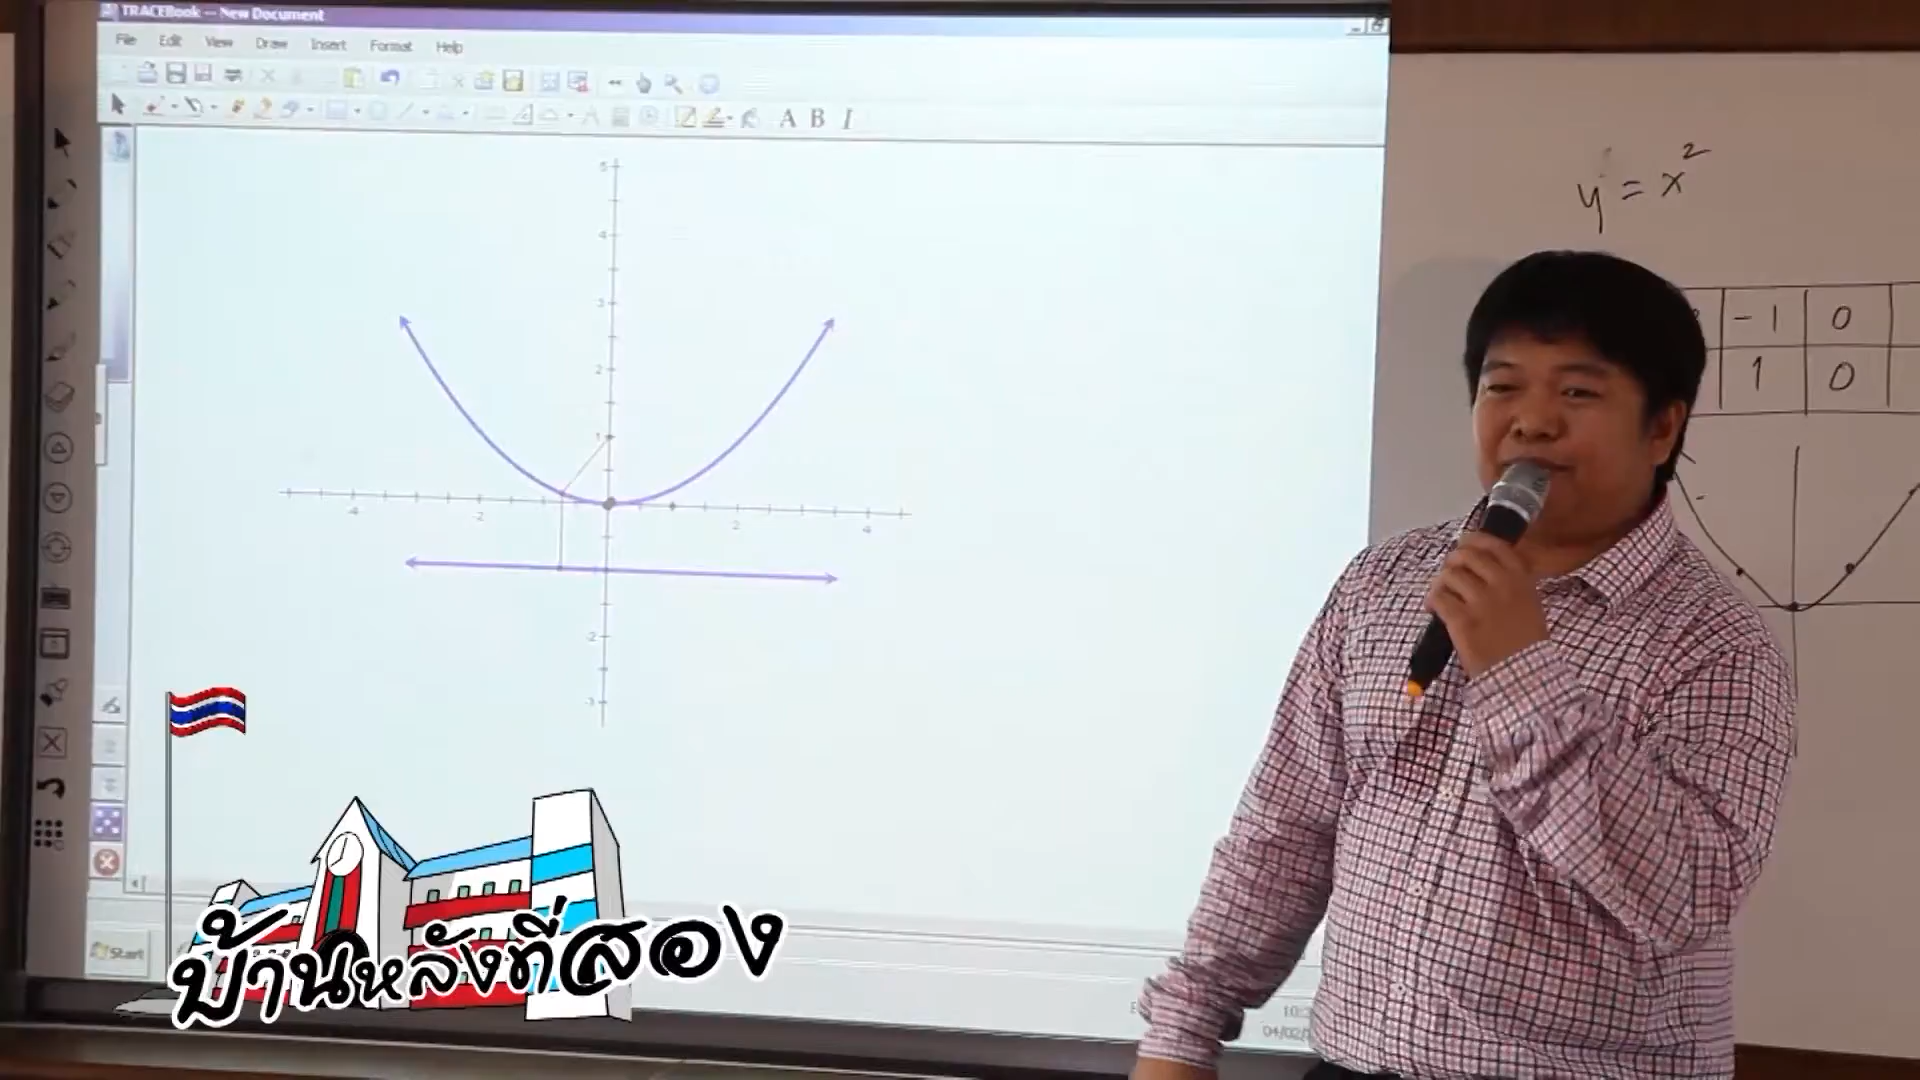 TRACEBook -- New Document
File Edit View Draw Insert Format Help
A B I
5
4
3
2
1
-4 -2 2 4
-2
-3
y = x²
-1 0
1 0
Start
บ้านหลังที่สอง